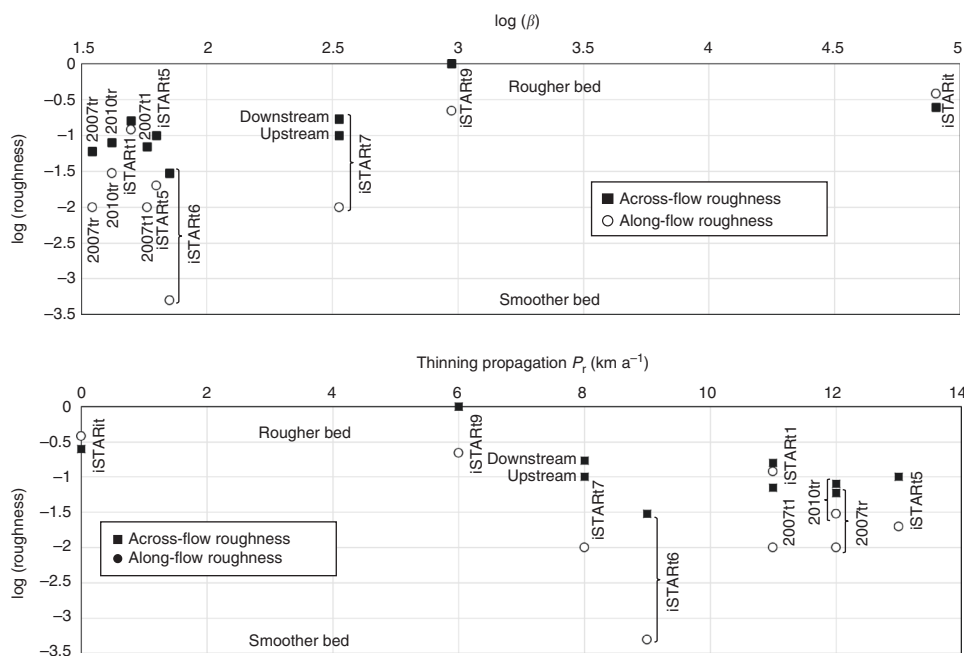 log (β)
1.5 2 2.5 3 3.5 4 4.5 5
0
−0.5
−1
−1.5
−2
−2.5
−3
−3.5
log (roughness)
2007tr
2010tr
iSTARt1
2007t1
iSTARt5
2007tr
2010tr
2007t1
iSTARt5
iSTARt6
Downstream
Upstream
iSTARt7
iSTARt9
Rougher bed
iSTARit
Across-flow roughness
Along-flow roughness
Smoother bed
Thinning propagation Pr (km a−1)
0 2 4 6 8 10 12 14
0
−0.5
−1
−1.5
−2
−2.5
−3
−3.5
log (roughness)
iSTARit
Rougher bed
iSTARt9
Downstream
Upstream
iSTARt7
iSTARt6
iSTARt1
2007t1
2010tr
2007tr
iSTARt5
Across-flow roughness
Along-flow roughness
Smoother bed